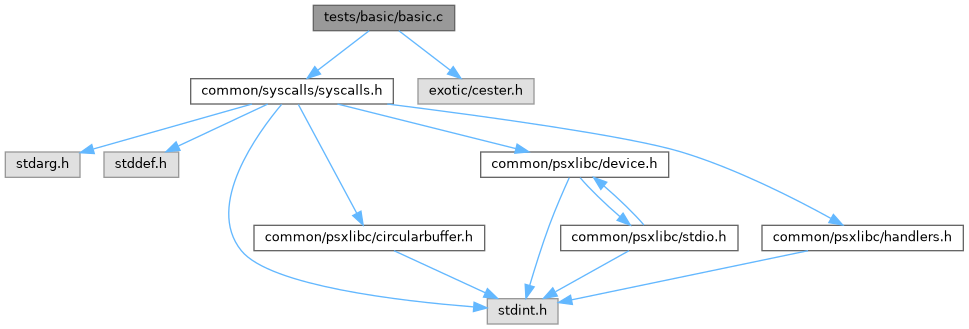 tests/basic/basic.c
common/syscalls/syscalls.h
exotic/cester.h
stdarg.h
stddef.h
common/psxlibc/device.h
common/psxlibc/circularbuffer.h
common/psxlibc/stdio.h
common/psxlibc/handlers.h
stdint.h